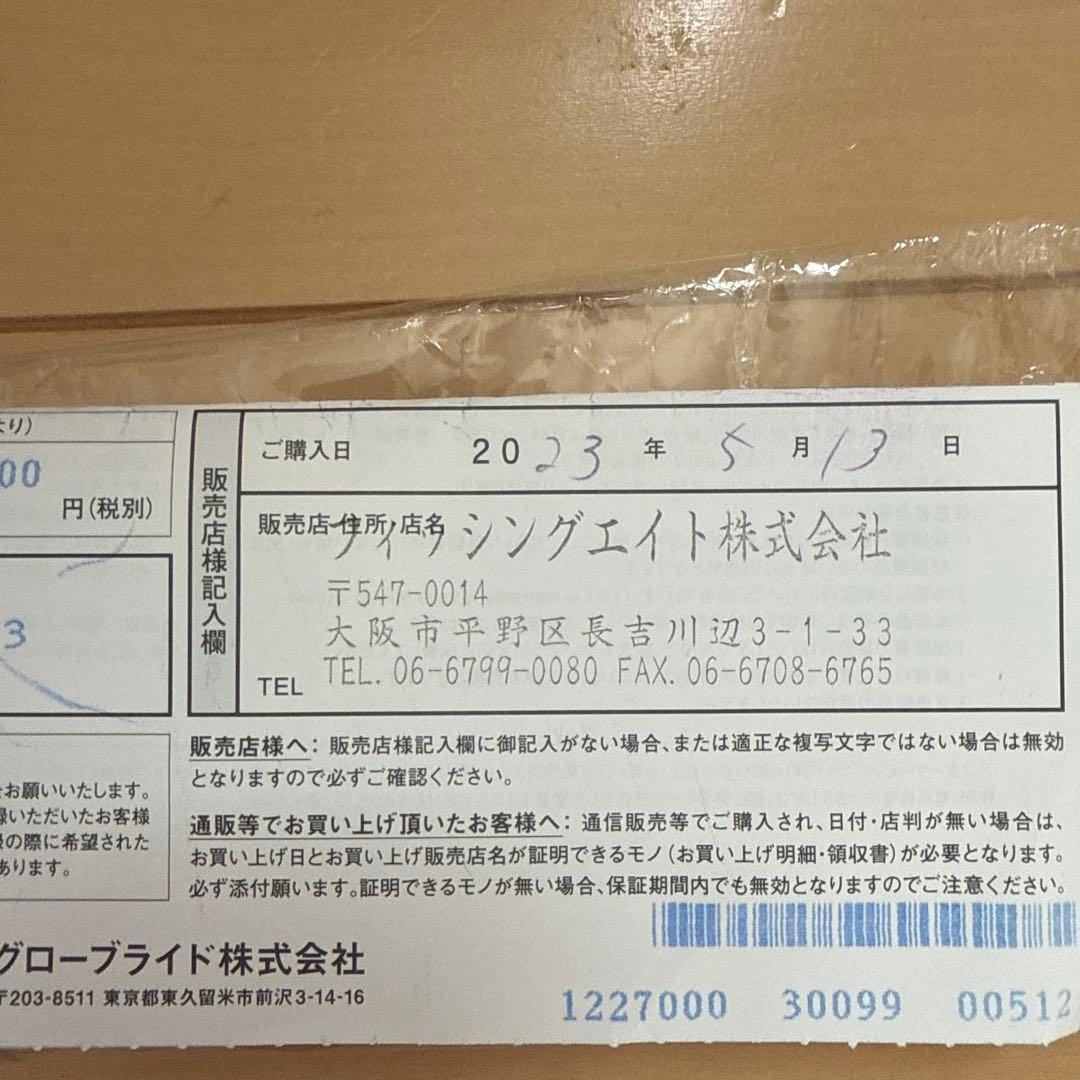 より)
00
円(税別)
3
をお願いいたします。
録いただいたお客様
録の際に希望された
あります。
販売店様記入欄
ご購入日 2023年 5月 13日
販売店 住所・店名
フィッシングエイト株式会社
〒547-0014
大阪市平野区長吉川辺3-1-33
TEL TEL. 06-6799-0080 FAX. 06-6708-6765
販売店様へ：販売店様記入欄に御記入がない場合、または適正な複写文字ではない場合は無効
となりますので必ずご確認ください。
通販等でお買い上げ頂いたお客様へ：通信販売等でご購入され、日付・店判が無い場合は、
お買い上げ日とお買い上げ販売店名が証明できるモノ（お買い上げ明細・領収書）が必要となります。
必ず添付願います。証明できるモノが無い場合、保証期間内でも無効となりますのでご注意ください。
グローブライド株式会社
〒203-8511 東京都東久留米市前沢3-14-16
1227000 30099 00512